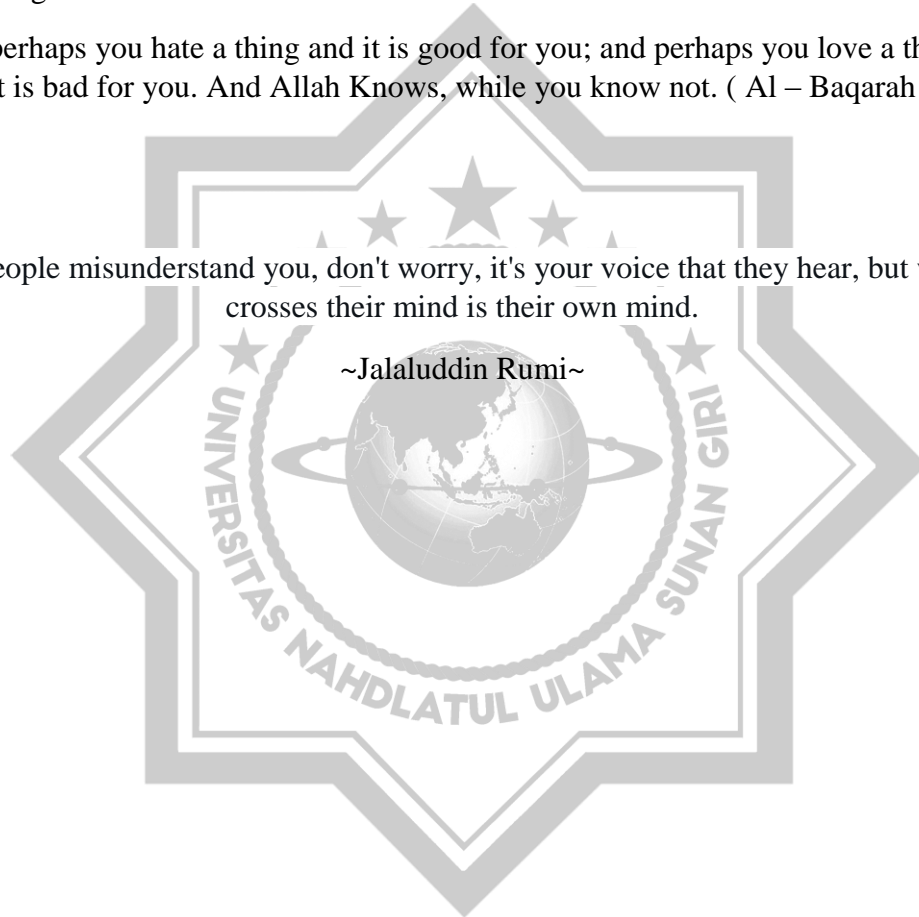 perhaps you hate a thing and it is good for you; and perhaps you love a th
t is bad for you. And Allah Knows, while you know not. ( Al – Baqarah
eople misunderstand you, don't worry, it's your voice that they hear, but
crosses their mind is their own mind.
~Jalaluddin Rumi~
UNIVERSITAS NAHDLATUL ULAMA SUNAN GIRI